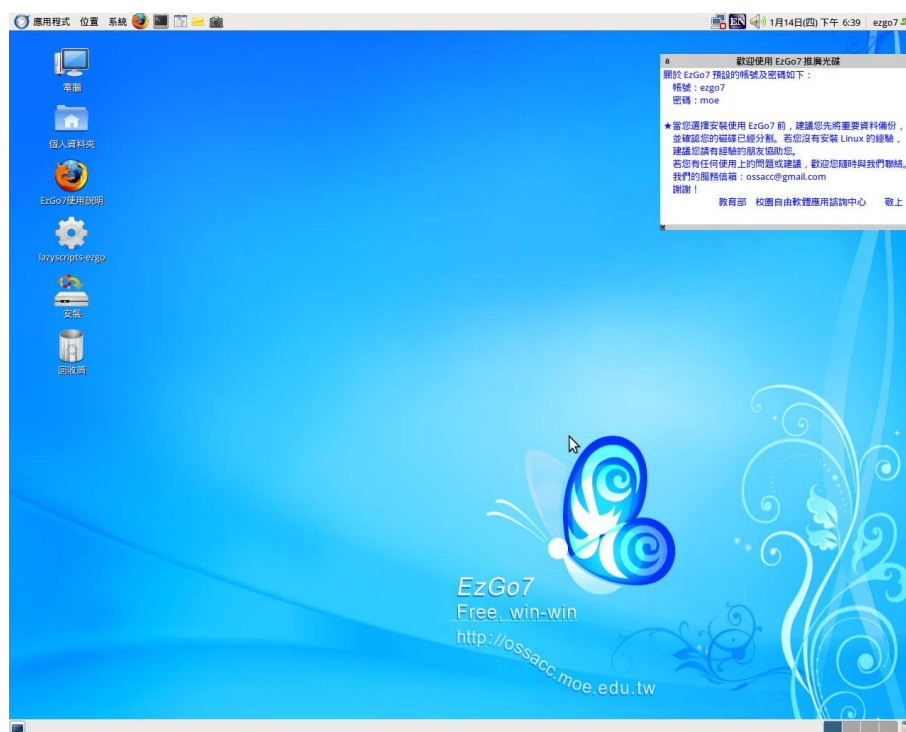 應用程式 位置 系統
EN 1月14日(四) 下午 6:39 ezgo7
電腦
個人資料夾
EzGo7使用說明
lazyscripts-ezgo
安裝
回收筒
歡迎使用 EzGo7 推廣光碟
關於 EzGo7 預設的帳號及密碼如下：
帳號：ezgo7
密碼：moe
★當您選擇安裝使用 EzGo7 前，建議您先將重要資料備份，
並確認您的磁碟已經分割。若您沒有安裝 Linux 的經驗，
建議您請有經驗的朋友協助您。
若您有任何使用上的問題或建議，歡迎您隨時與我們聯絡。
我們的服務信箱：ossacc@gmail.com
謝謝！
教育部 校園自由軟體應用諮詢中心 敬上
EzGo7
Free, win-win
http://ossacc.moe.edu.tw